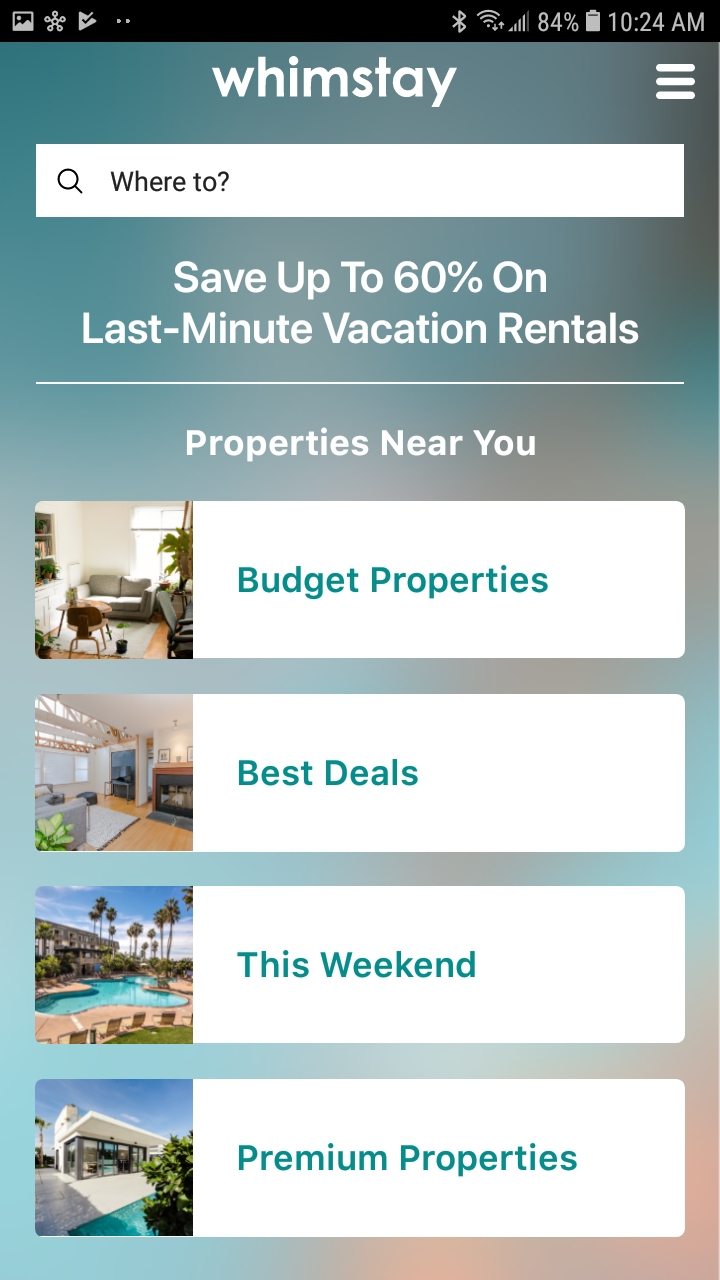 84% 10:24 AM
whimstay
Where to?
Save Up To 60% On
Last-Minute Vacation Rentals
Properties Near You
Budget Properties
Best Deals
This Weekend
Premium Properties